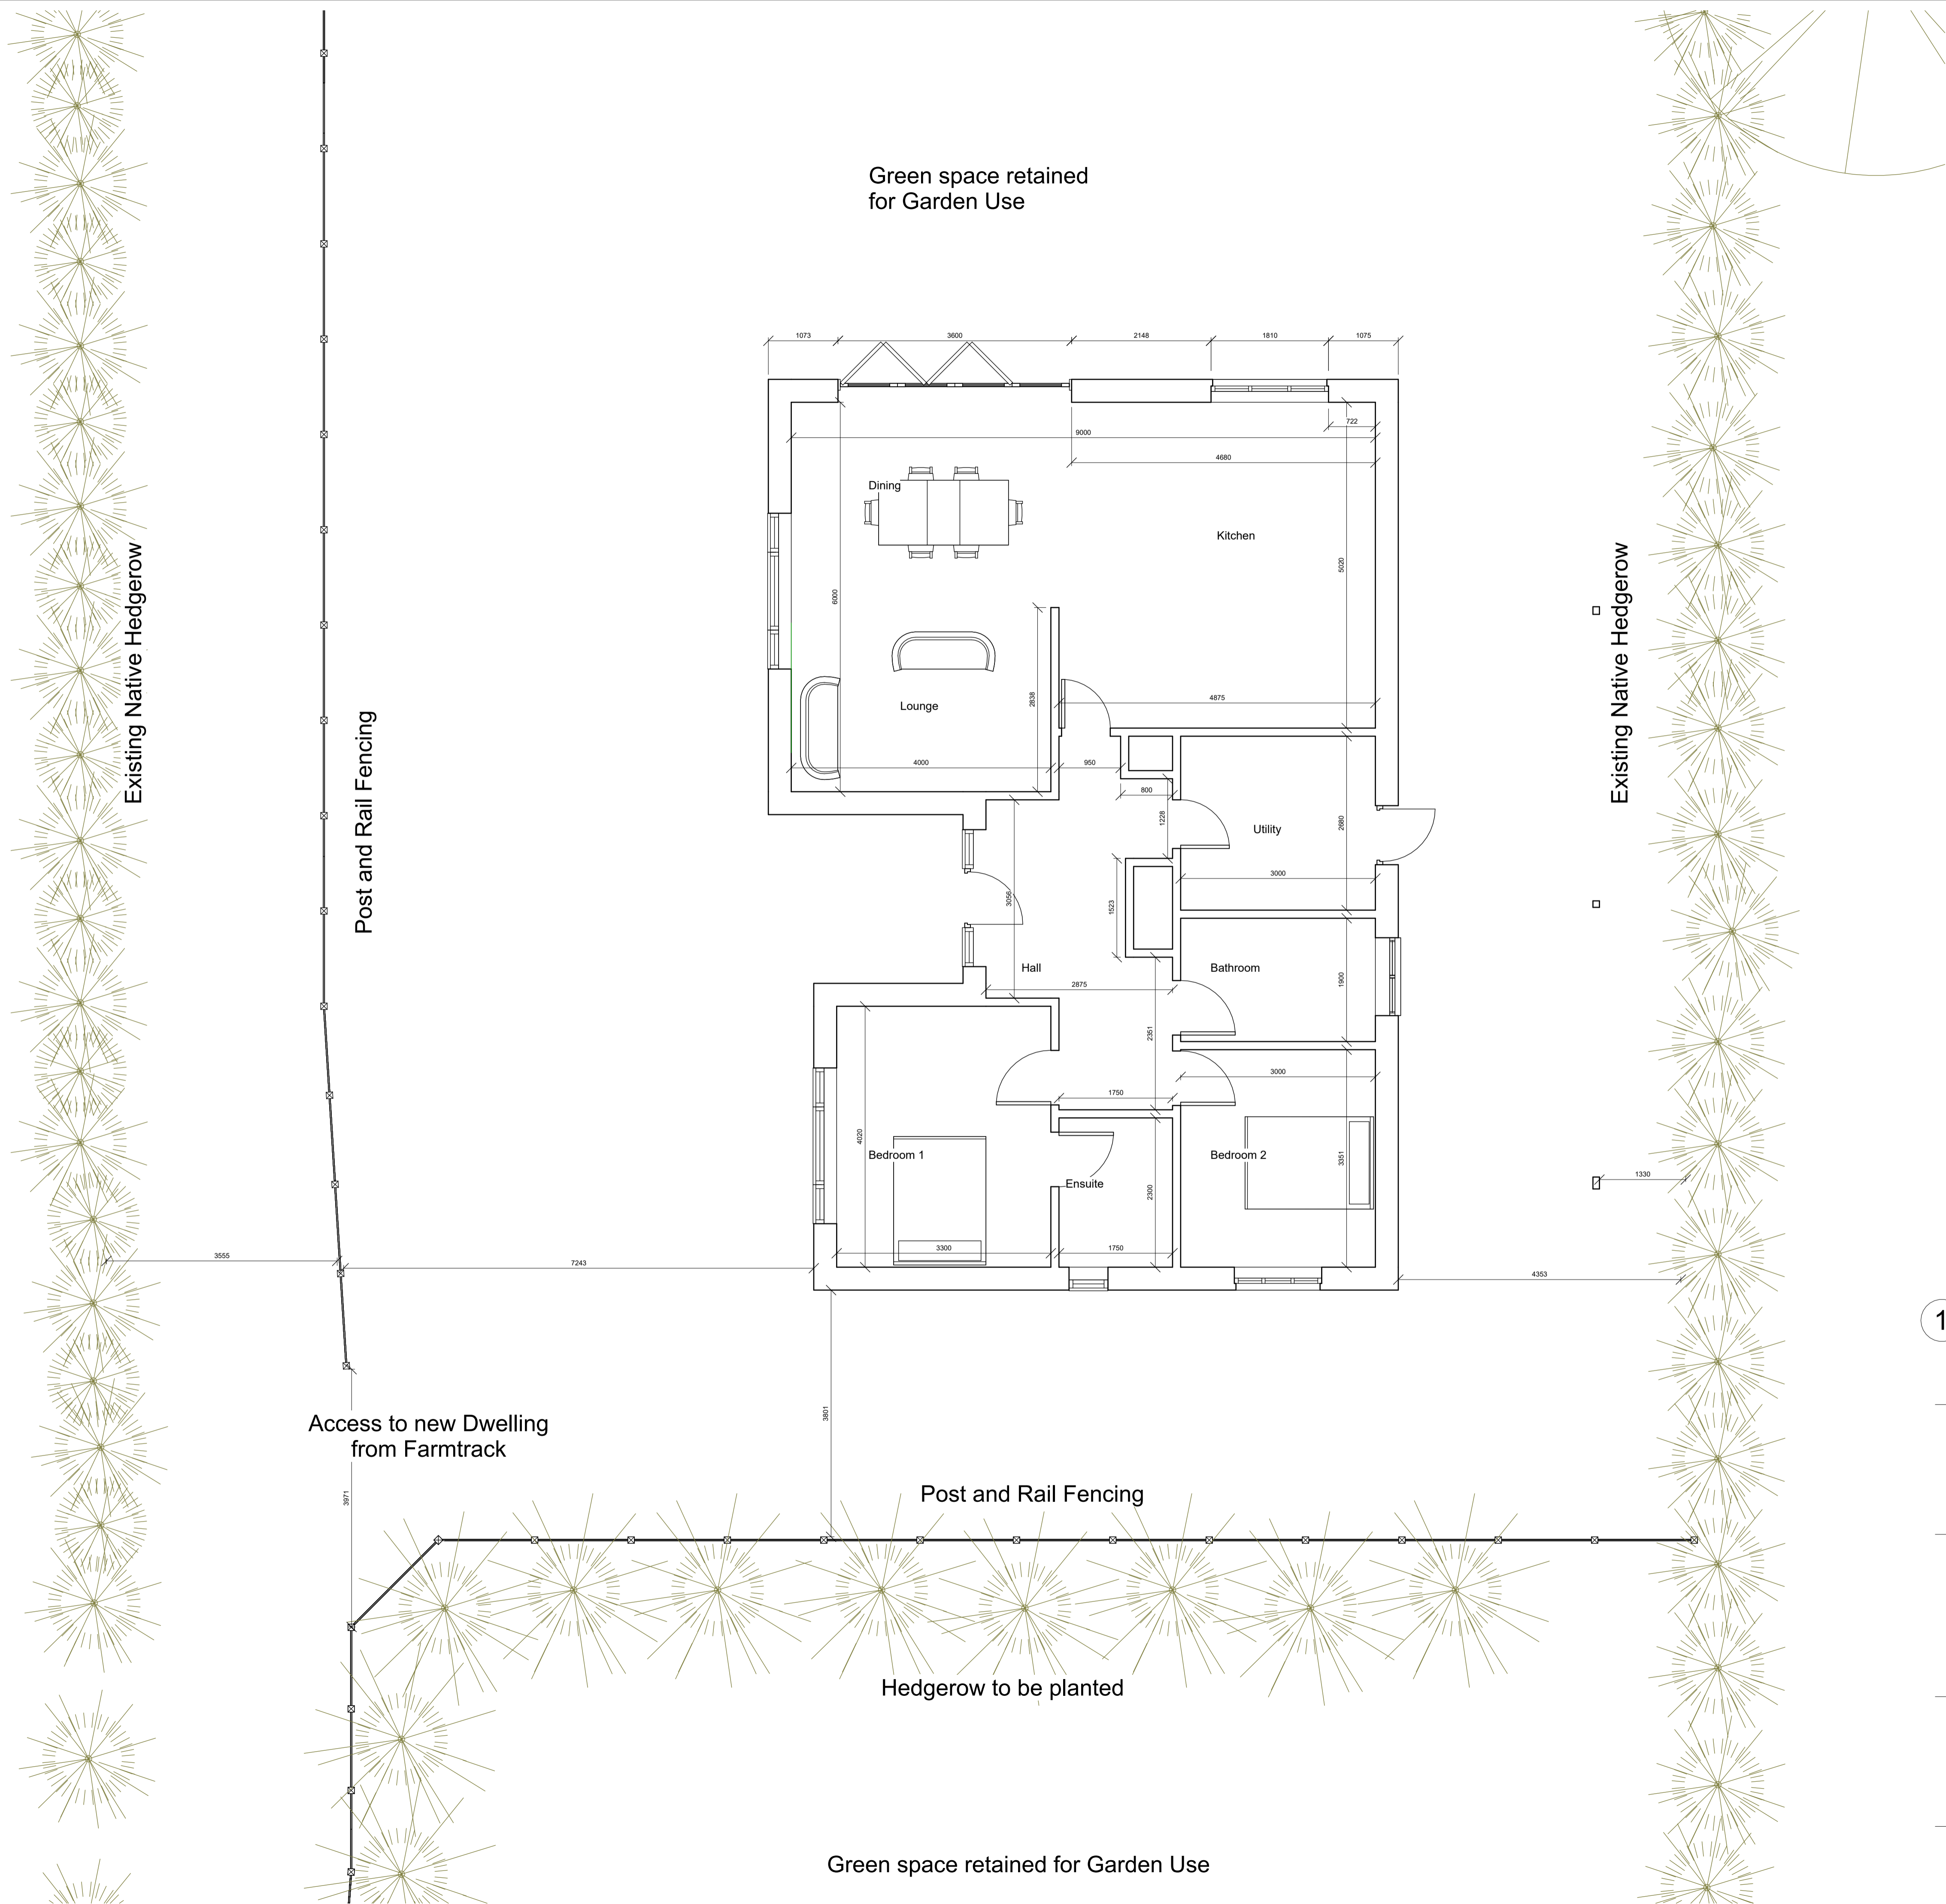 Green space retained
for Garden Use
1073
3600
2148
1810
1075
722
9000
4680
Dining
Kitchen
5020
6000
Existing Native Hedgerow
Existing Native Hedgerow
Post and Rail Fencing
2838
4875
Lounge
4000
950
800
1228
Utility
2680
3000
3056
1523
Hall
Bathroom
1900
2875
2351
3000
1750
4020
Bedroom 1
Bedroom 2
3351
Ensuite
2300
1330
3300
1750
3555
7243
4353
1
3801
Access to new Dwelling
from Farmtrack
3971
Post and Rail Fencing
Hedgerow to be planted
Green space retained for Garden Use